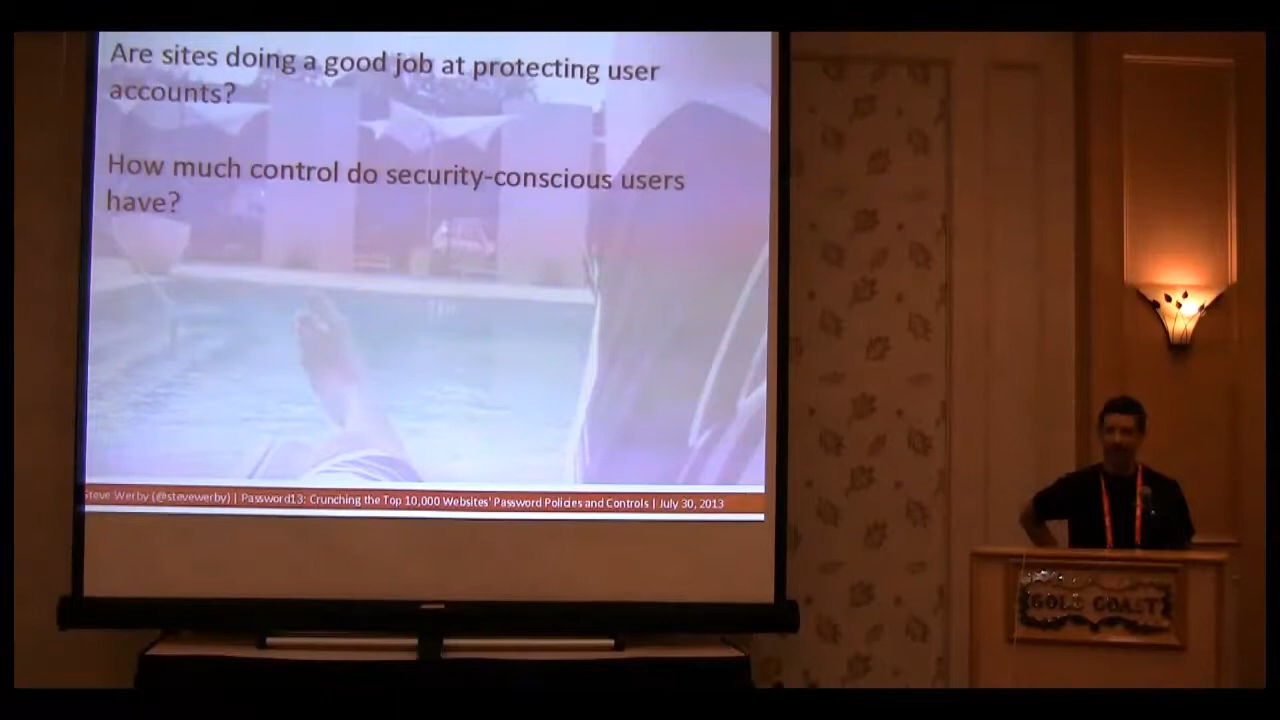 Are sites doing a good job at protecting user
accounts?
How much control do security-conscious users
have?
Steve Werby (@stevewerby) | Password13: Crunching the Top 10,000 Websites' Password Policies and Controls | July 30, 2013
GOLD COAST